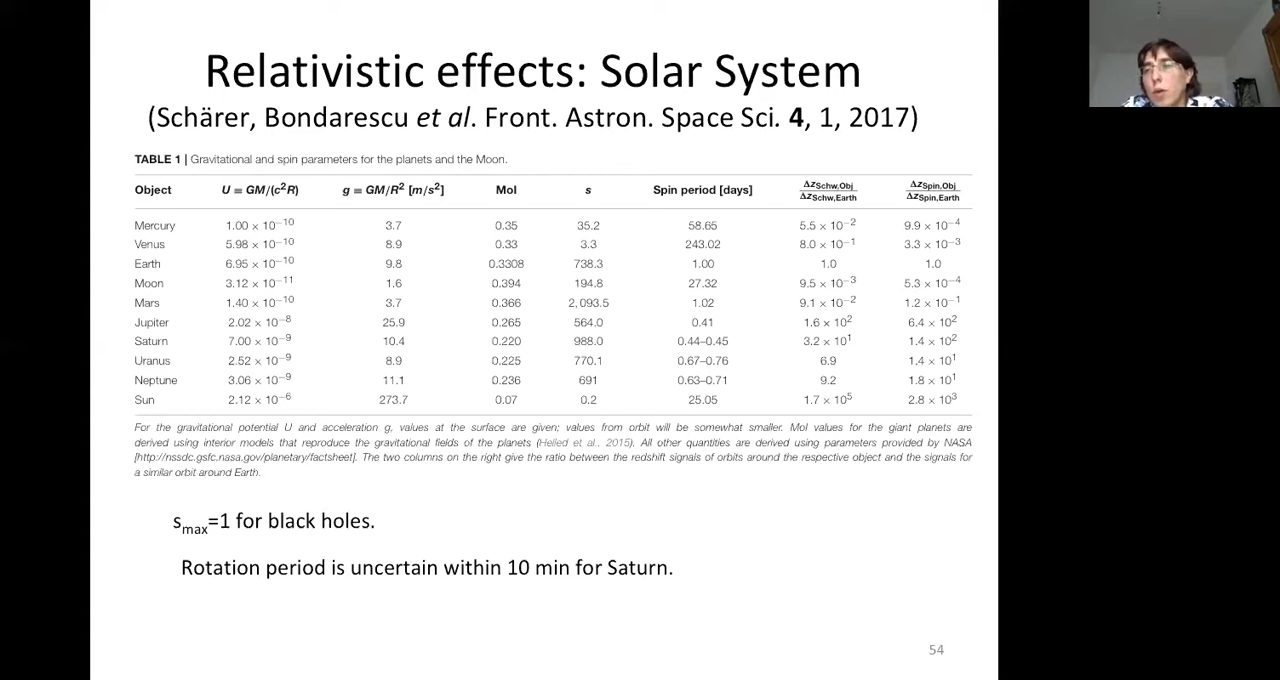 Relativistic effects: Solar System
(Schärer, Bondarescu et al. Front. Astron. Space Sci. 4, 1, 2017)
TABLE 1 | Gravitational and spin parameters for the planets and the Moon.
Object U = GM/(c²R) g = GM/R² [m/s²] MoI s Spin period [days] ΔzSchw,Obj/ΔzSchw,Earth ΔzSpin,Obj/ΔzSpin,Earth
Mercury 1.00 × 10⁻¹⁰ 3.7 0.35 35.2 58.65 5.5 × 10⁻² 9.9 × 10⁻⁴
Venus 5.98 × 10⁻¹⁰ 8.9 0.33 3.3 243.02 8.0 × 10⁻¹ 3.3 × 10⁻³
Earth 6.95 × 10⁻¹⁰ 9.8 0.3308 738.3 1.00 1.0 1.0
Moon 3.12 × 10⁻¹¹ 1.6 0.394 194.8 27.32 9.5 × 10⁻³ 5.3 × 10⁻⁴
Mars 1.40 × 10⁻¹⁰ 3.7 0.366 2,093.5 1.02 9.1 × 10⁻² 1.2 × 10⁻¹
Jupiter 2.02 × 10⁻⁸ 25.9 0.265 564.0 0.41 1.6 × 10² 6.4 × 10²
Saturn 7.00 × 10⁻⁹ 10.4 0.220 988.0 0.44–0.45 3.2 × 10¹ 1.4 × 10²
Uranus 2.52 × 10⁻⁹ 8.9 0.225 770.1 0.67–0.76 6.9 1.4 × 10¹
Neptune 3.06 × 10⁻⁹ 11.1 0.236 691 0.63–0.71 9.2 1.8 × 10¹
Sun 2.12 × 10⁻⁶ 273.7 0.07 0.2 25.05 1.7 × 10⁵ 2.8 × 10³
For the gravitational potential U and acceleration g, values at the surface are given; values from orbit will be somewhat smaller. MoI values for the giant planets are
derived using interior models that reproduce the gravitational fields of the planets (Helled et al., 2015). All other quantities are derived using parameters provided by NASA
[http://nssdc.gsfc.nasa.gov/planetary/factsheet]. The two columns on the right give the ratio between the redshift signals of orbits around the respective object and the signals for
a similar orbit around Earth.
smax=1 for black holes.
Rotation period is uncertain within 10 min for Saturn.
54